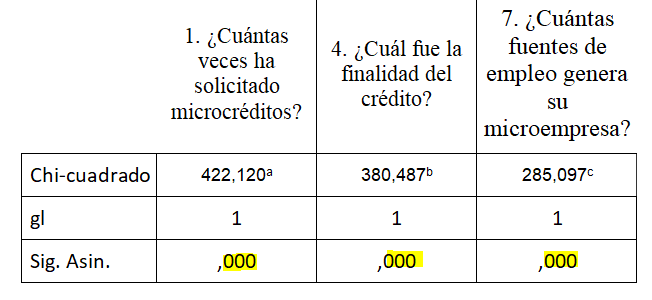 1. ¿Cuántas
veces ha
solicitado
microcréditos?
4. ¿Cuál fue la
finalidad del
crédito?
7. ¿Cuántas
fuentes de
empleo genera
su
microempresa?
Chi-cuadrado 422,120ᵃ 380,487ᵇ 285,097ᶜ
gl 1 1 1
Sig. Asin. ,000 ,000 ,000